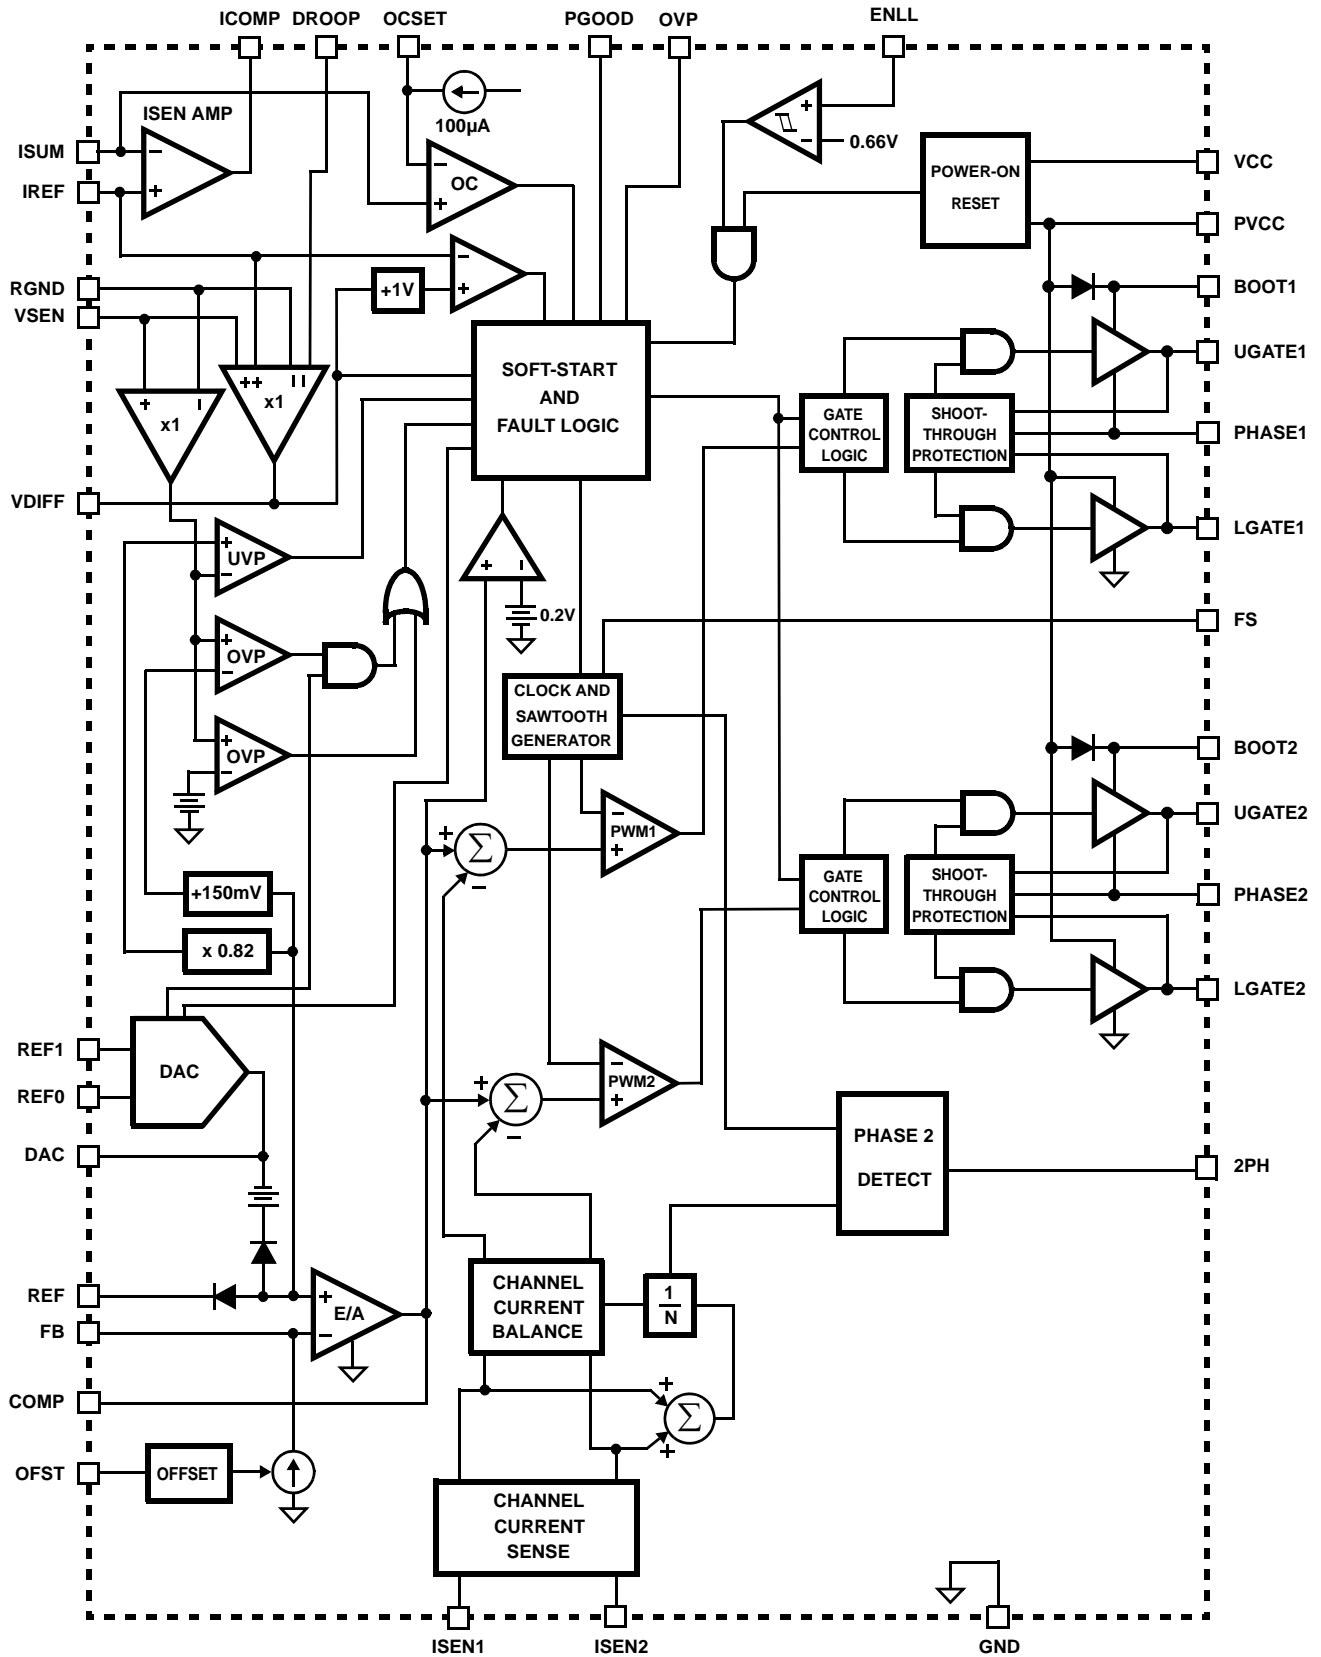 ICOMP DROOP OCSET PGOOD OVP ENLL
ISEN AMP
100µA
ISUM
−
+
IREF
−
OC
+
+
−
0.66V
POWER-ON
RESET
VCC
PVCC
RGND
VSEN
+1V
−
+
BOOT1
SOFT-START
AND
FAULT LOGIC
UGATE1
+ −
x1
++ − −
x1
GATE
CONTROL
LOGIC
SHOOT-
THROUGH
PROTECTION
PHASE1
VDIFF
LGATE1
+
UVP
−
+ −
0.2V
FS
+
OVP
−
CLOCK AND
SAWTOOTH
GENERATOR
+
OVP
−
BOOT2
−
PWM1
+
+
Σ
−
UGATE2
GATE
CONTROL
LOGIC
SHOOT-
THROUGH
PROTECTION
PHASE2
+150mV
x 0.82
LGATE2
REF1
REF0
DAC
+
Σ
−
−
PWM2
+
DAC
PHASE 2
DETECT
2PH
REF
FB
+
E/A
−
CHANNEL
CURRENT
BALANCE
1
N
COMP
+
Σ
+
OFST
OFFSET
CHANNEL
CURRENT
SENSE
ISEN1 ISEN2 GND